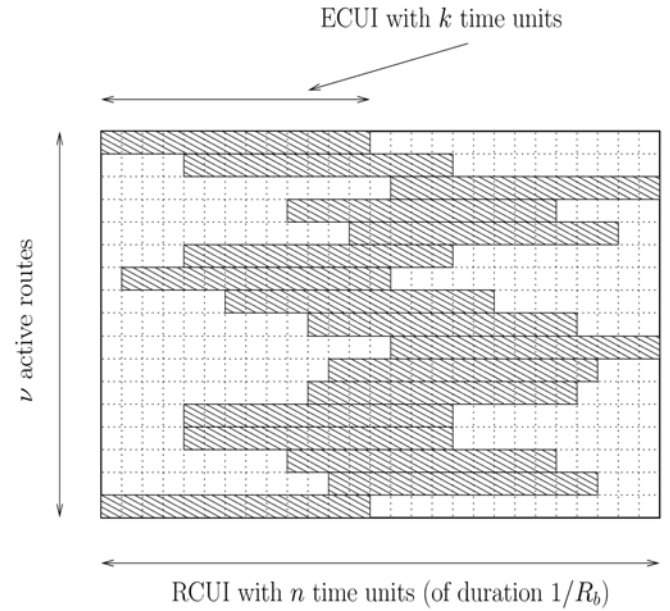 ECUI with k time units
ν active routes
RCUI with n time units (of duration 1/R_b)